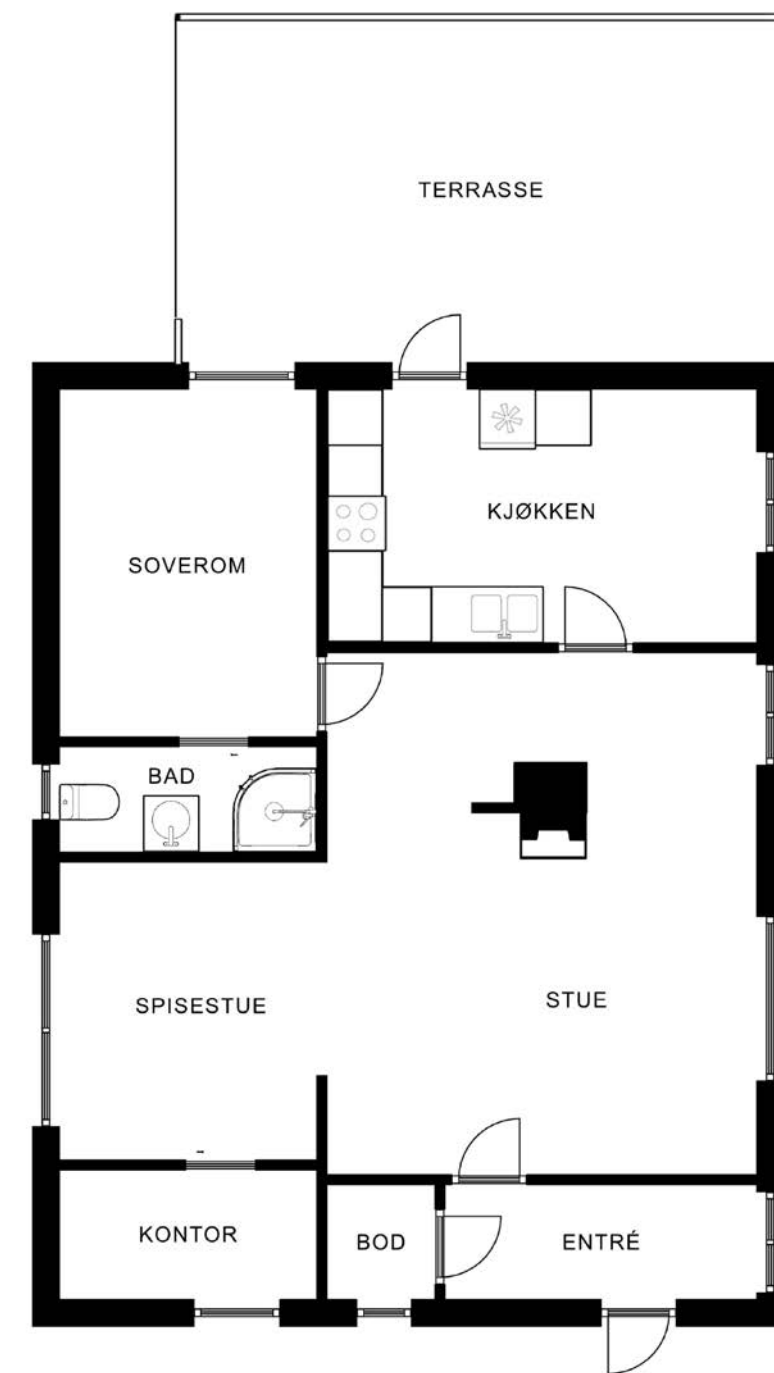 TERRASSE
KJØKKEN
SOVEROM
BAD
SPISESTUE
STUE
KONTOR
BOD
ENTRÉ